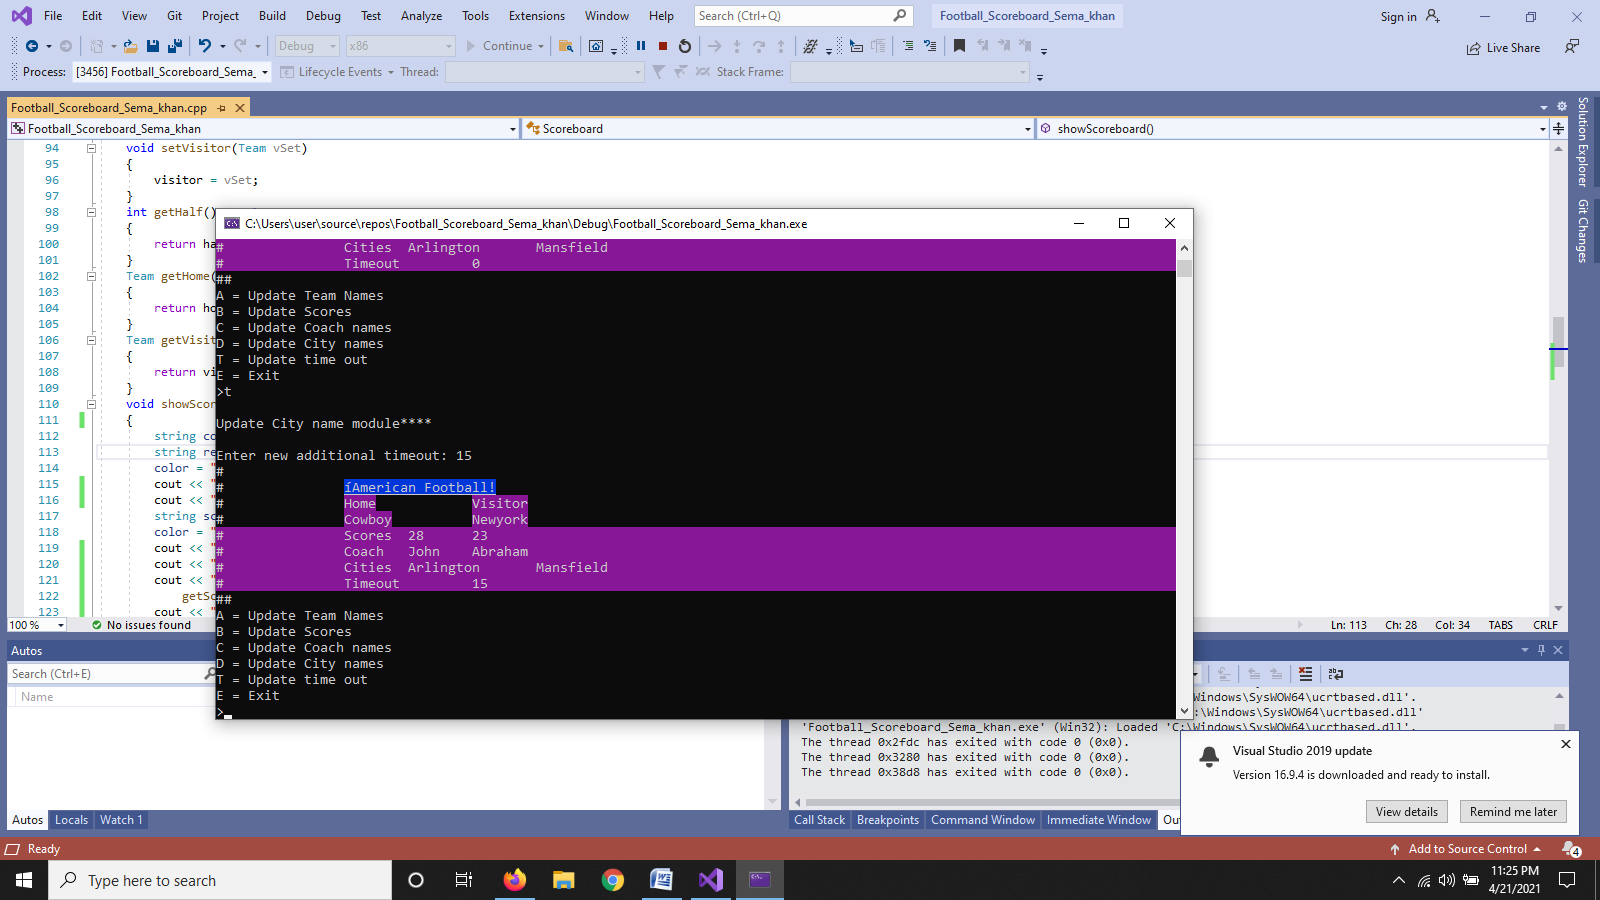 File Edit View Git Project Build Debug Test Analyze Tools Extensions Window Help Search (Ctrl+Q) Football_Scoreboard_Sema_khan Sign in
Debug x86 Continue Live Share
Process: [3456] Football_Scoreboard_Sema_ Lifecycle Events Thread: Stack Frame:
Football_Scoreboard_Sema_khan.cpp
Football_Scoreboard_Sema_khan Scoreboard showScoreboard()
Solution Explorer
Git Changes
94 void setVisitor(Team vSet)
95 {
96 visitor = vSet;
97 }
98 int getHalf()
99 {
100 return ha
101 }
102 Team getHome(
103 {
104 return ho
105 }
106 Team getVisit
107 {
108 return vi
109 }
110 void showScor
111 {
112 string co
113 string re
114 color = "
115 cout << "
116 cout << "
117 string sc
118 color = "
119 cout << "
120 cout << "
121 cout << "
122 getSc
123 cout << "
C:\Users\user\source\repos\Football_Scoreboard_Sema_khan\Debug\Football_Scoreboard_Sema_khan.exe
# Cities Arlington Mansfield
# Timeout 0
##
A = Update Team Names
B = Update Scores
C = Update Coach names
D = Update City names
T = Update time out
E = Exit
>t
Update City name module****
Enter new additional timeout: 15
#
# íAmerican Football!
# Home Visitor
# Cowboy Newyork
# Scores 28 23
# Coach John Abraham
# Cities Arlington Mansfield
# Timeout 15
##
A = Update Team Names
B = Update Scores
C = Update Coach names
D = Update City names
T = Update time out
E = Exit
>
100 % No issues found Ln: 113 Ch: 28 Col: 34 TABS CRLF
Autos
Search (Ctrl+E)
Name
Windows\SysWOW64\ucrtbased.dll'.
:\Windows\SysWOW64\ucrtbased.dll'
'Football_Scoreboard_Sema_khan.exe' (Win32): Loaded 'C:\Windows\SysWOW64\ucrtbased.dll'.
The thread 0x2fdc has exited with code 0 (0x0).
The thread 0x3280 has exited with code 0 (0x0).
The thread 0x38d8 has exited with code 0 (0x0).
Visual Studio 2019 update
Version 16.9.4 is downloaded and ready to install.
View details Remind me later
Autos Locals Watch 1 Call Stack Breakpoints Command Window Immediate Window Ou
Ready Add to Source Control 4
Type here to search
11:25 PM
4/21/2021